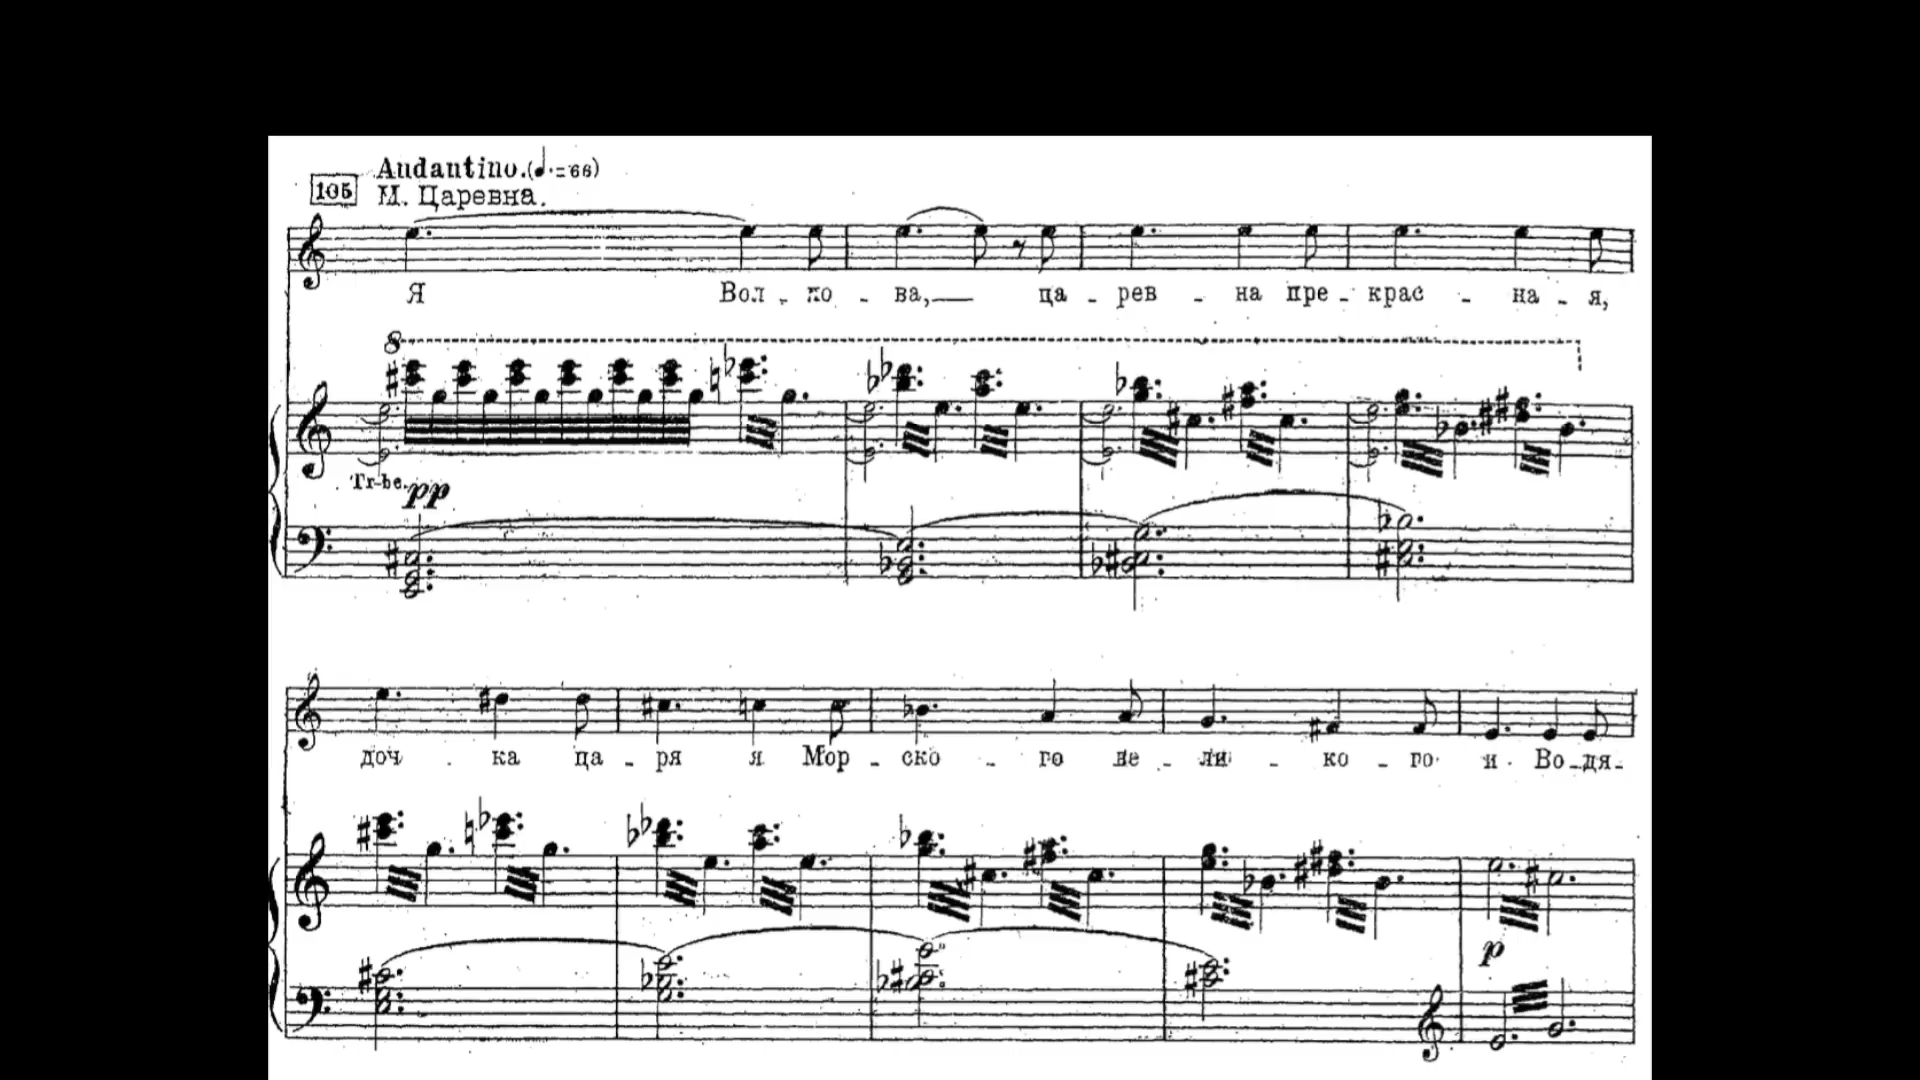 Andantino. (♩.=66)
105 М. Царевна.
Я Вол - хо - ва, ца - рев - на пре - крас - на - я,
8
Tr-be. pp
доч - ка ца - ря я Мор - ско - го ве - ли - ко - го и Во - дя -
p